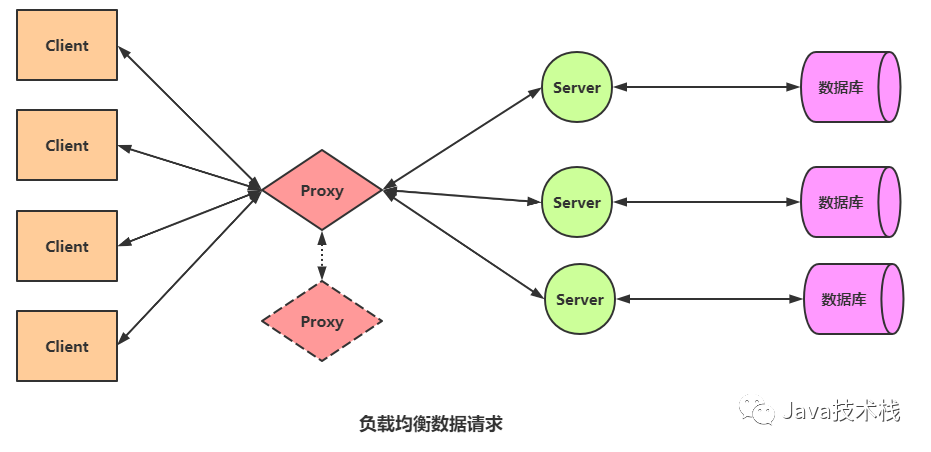 Client
Client
Client
Client
Proxy
Proxy
Server
Server
Server
数据库
数据库
数据库
负载均衡数据请求
Java技术栈